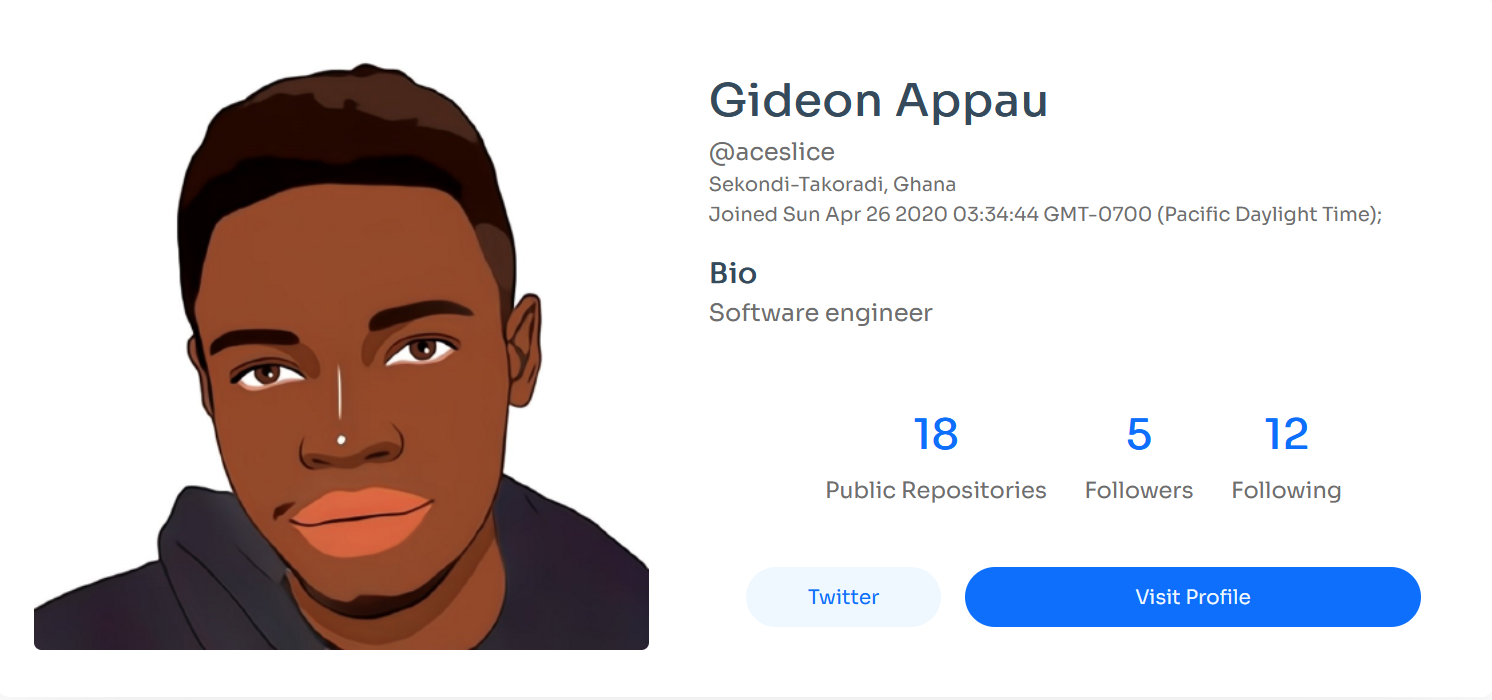 Gideon Appau
@aceslice
Sekondi-Takoradi, Ghana
Joined Sun Apr 26 2020 03:34:44 GMT-0700 (Pacific Daylight Time);
Bio
Software engineer
18 5 12
Public Repositories Followers Following
Twitter Visit Profile